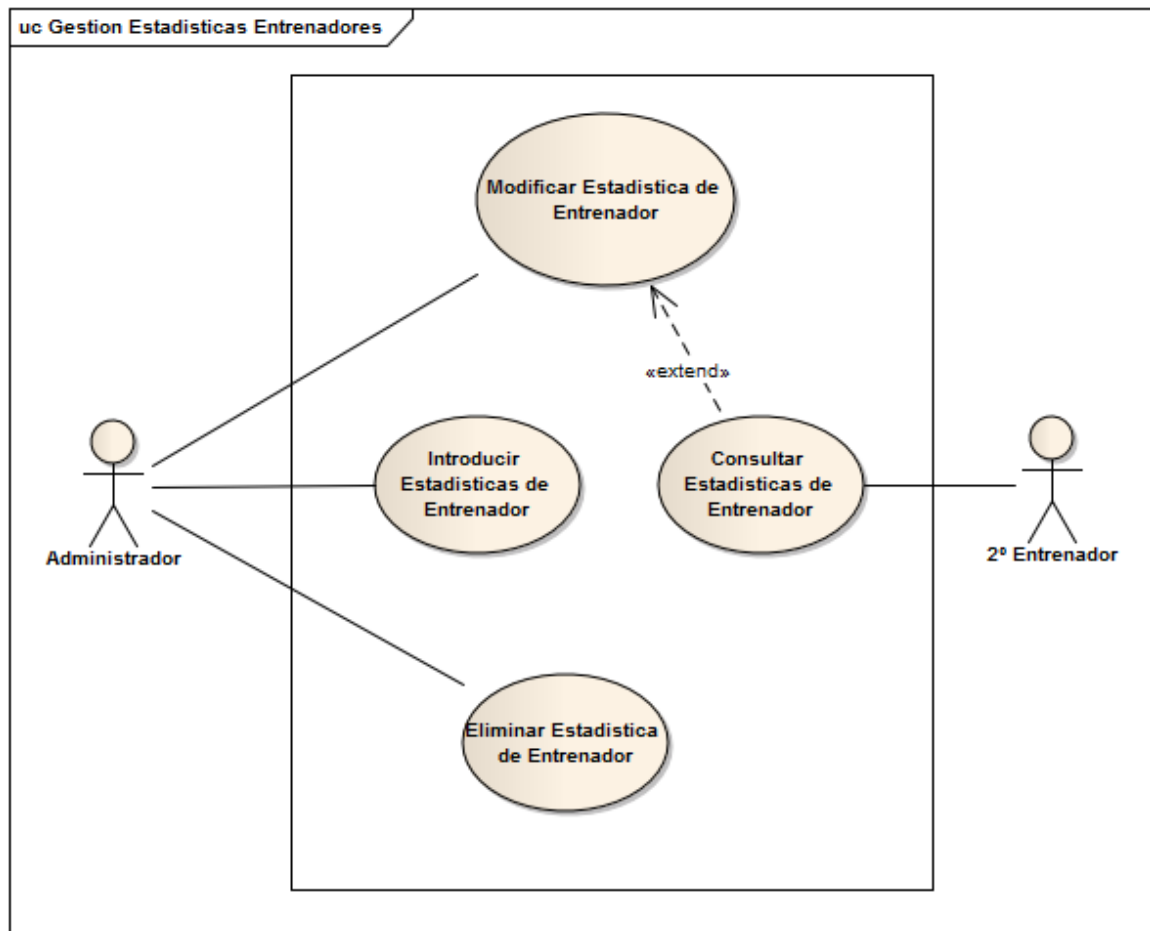 uc Gestion Estadisticas Entrenadores
Modificar Estadistica de
Entrenador
«extend»
Introducir
Estadisticas de
Entrenador
Consultar
Estadisticas de
Entrenador
Administrador
2º Entrenador
Eliminar Estadistica
de Entrenador